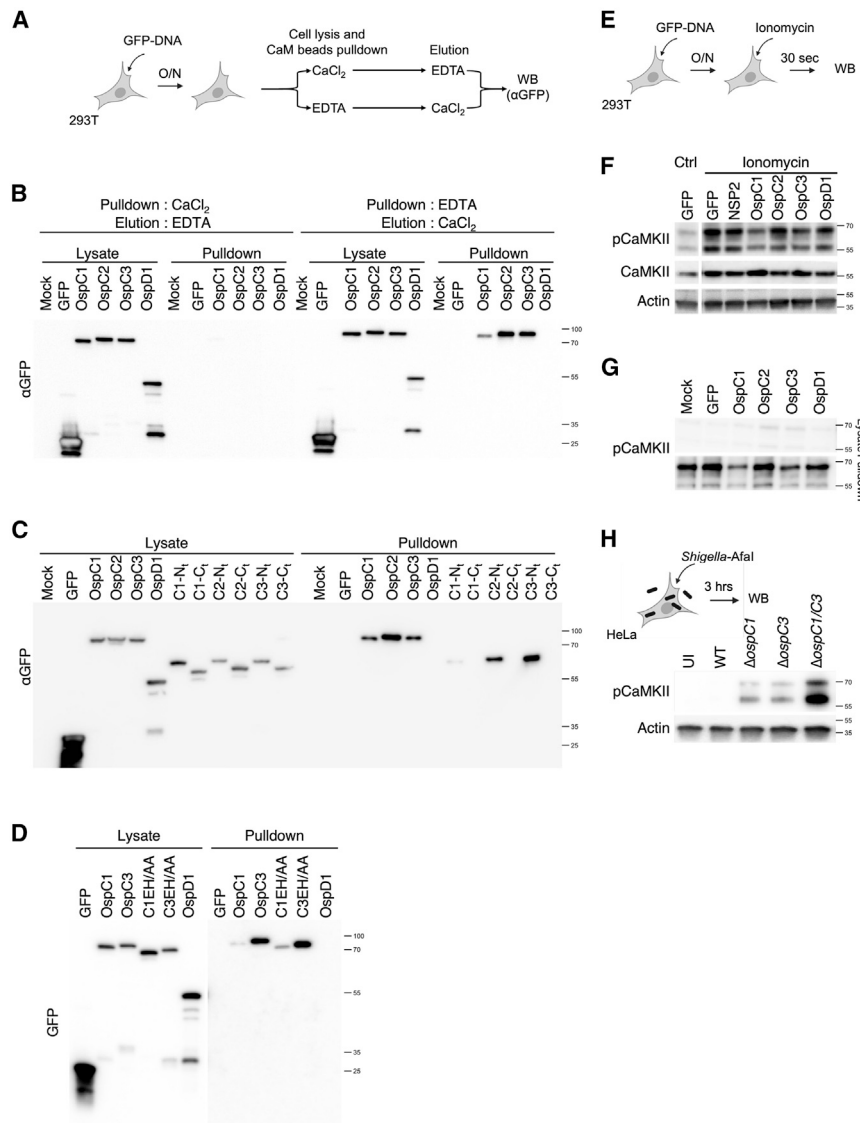 A
GFP-DNA
O/N
293T
Cell lysis and
CaM beads pulldown
Elution
CaCl₂
EDTA
EDTA
CaCl₂
WB
(αGFP)
B
Pulldown : CaCl₂
Elution : EDTA
Pulldown : EDTA
Elution : CaCl₂
Lysate
Pulldown
Lysate
Pulldown
Mock
GFP
OspC1
OspC2
OspC3
OspD1
Mock
GFP
OspC1
OspC2
OspC3
OspD1
Mock
GFP
OspC1
OspC2
OspC3
OspD1
Mock
GFP
OspC1
OspC2
OspC3
OspD1
αGFP
100
70
55
35
25
C
Lysate
Pulldown
Mock
GFP
OspC1
OspC2
OspC3
OspD1
C1-Nt
C1-Ct
C2-Nt
C2-Ct
C3-Nt
C3-Ct
Mock
GFP
OspC1
OspC2
OspC3
OspD1
C1-Nt
C1-Ct
C2-Nt
C2-Ct
C3-Nt
C3-Ct
αGFP
100
70
55
35
25
D
Lysate
Pulldown
GFP
OspC1
OspC3
C1EH/AA
C3EH/AA
OspD1
GFP
OspC1
OspC3
C1EH/AA
C3EH/AA
OspD1
GFP
100
70
55
35
25
E
GFP-DNA
O/N
293T
Ionomycin
30 sec
WB
F
Ctrl
Ionomycin
GFP
GFP
NSP2
OspC1
OspC2
OspC3
OspD1
pCaMKII
70
55
CaMKII
55
Actin
55
35
G
Mock
GFP
OspC1
OspC2
OspC3
OspD1
pCaMKII
70
55
70
55
H
Shigella-AfaI
3 hrs
WB
HeLa
UI
WT
ΔospC1
ΔospC3
ΔospC1/C3
pCaMKII
70
55
Actin
55
35